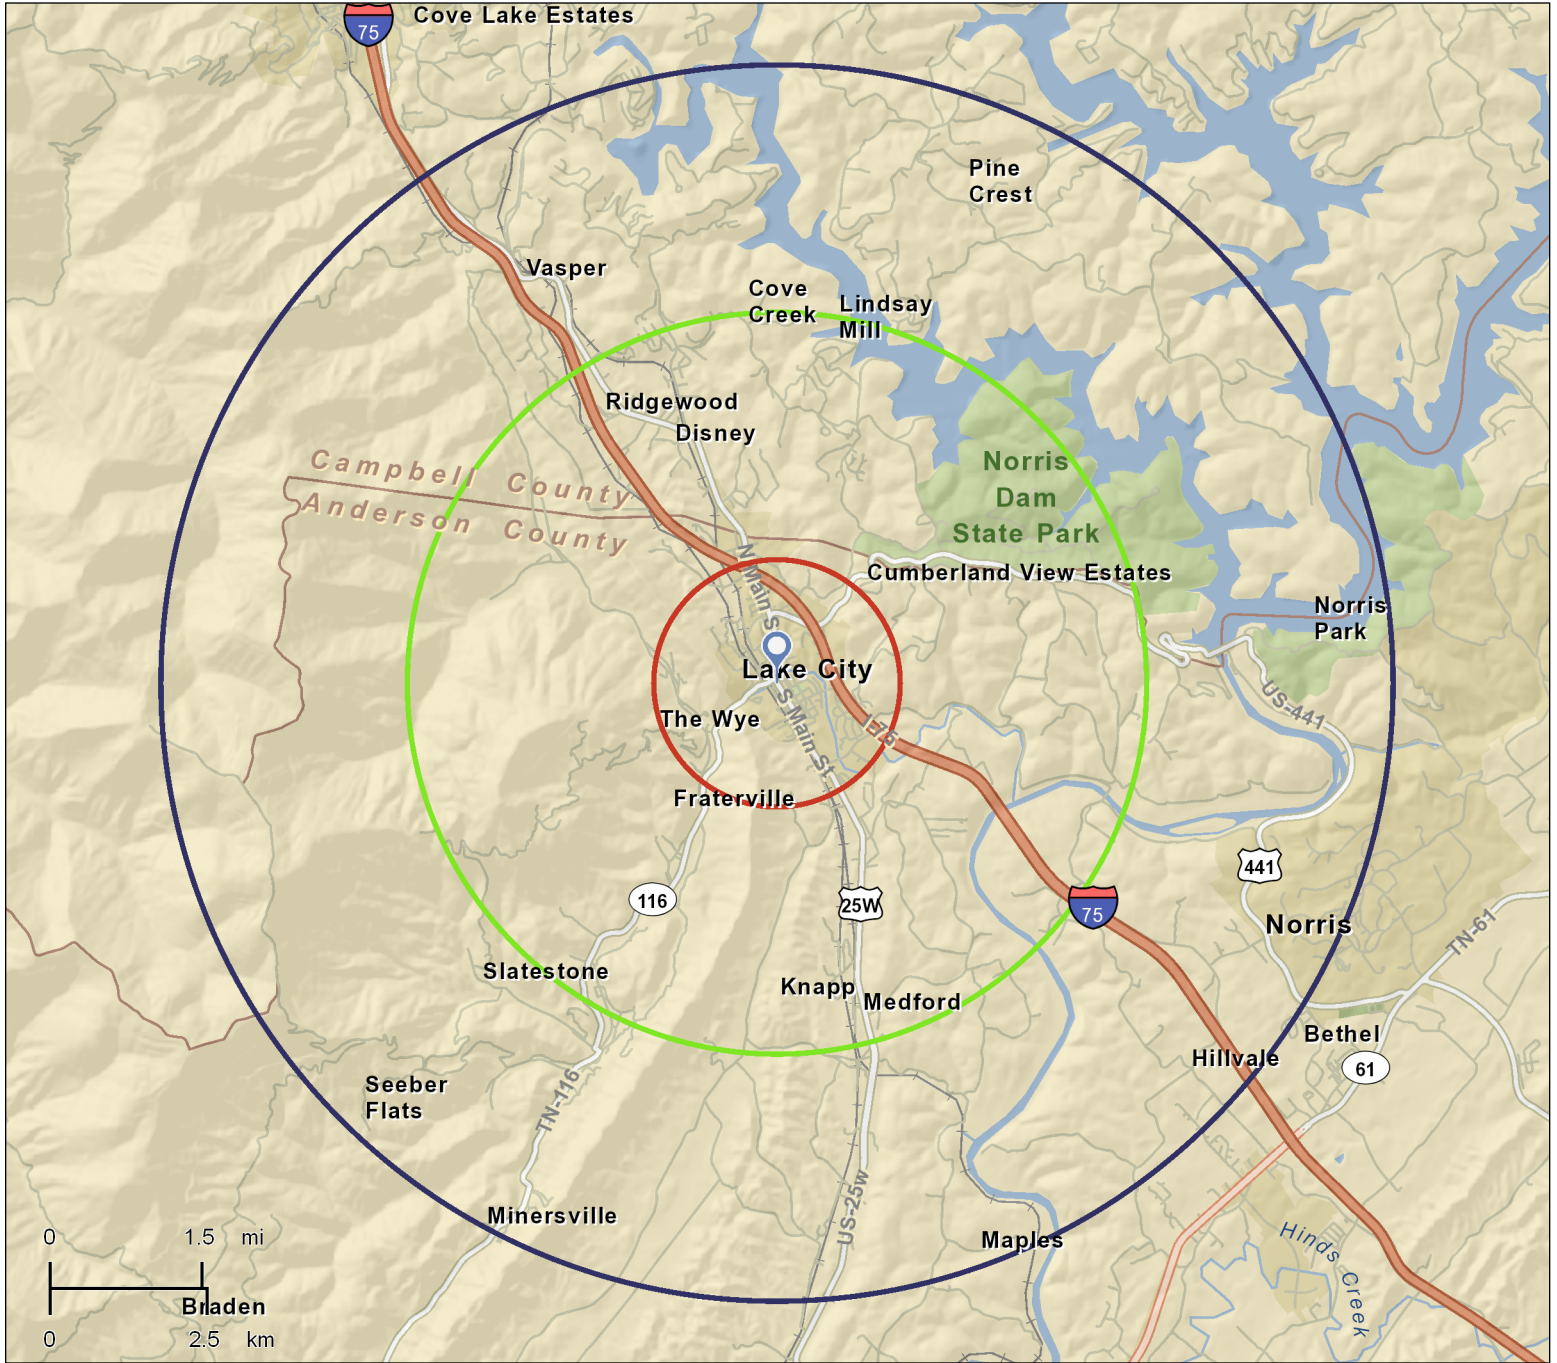 75
Cove Lake Estates
Pine
Crest
Vasper
Cove
Creek
Lindsay
Mill
Ridgewood
Disney
Campbell County
Anderson County
Norris
Dam
State Park
N Main S
Cumberland View Estates
Norris
Park
Lake City
US-441
The Wye
S Main St.
I-75
Fraterville
441
116
25W
75
Norris
TN-61
Slatestone
Knapp
Medford
Bethel
Hillvale
61
Seeber
Flats
TN-116
US-25w
Minersville
Maples
Hinds Creek
0 1.5 mi
Braden
0 2.5 km